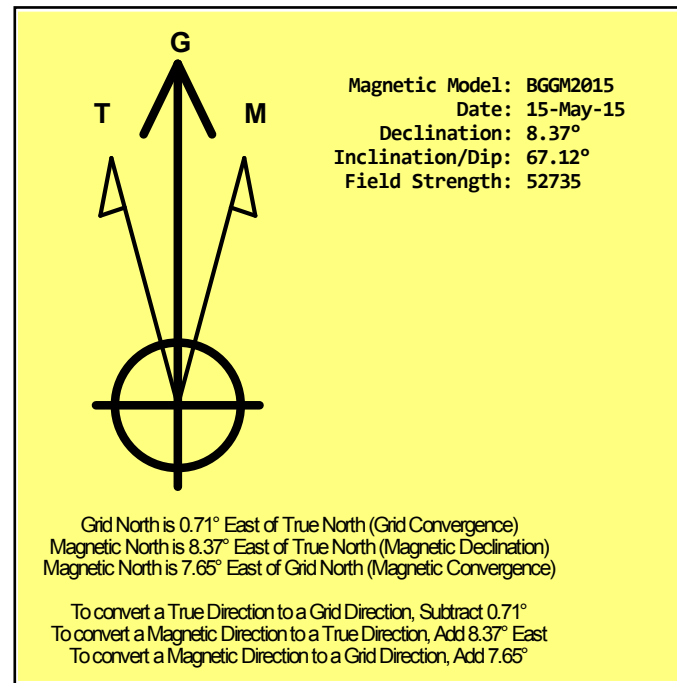 G
T
M
Magnetic Model: BGGM2015
Date: 15-May-15
Declination: 8.37°
Inclination/Dip: 67.12°
Field Strength: 52735
Grid North is 0.71° East of True North (Grid Convergence)
Magnetic North is 8.37° East of True North (Magnetic Declination)
Magnetic North is 7.65° East of Grid North (Magnetic Convergence)
To convert a True Direction to a Grid Direction, Subtract 0.71°
To convert a Magnetic Direction to a True Direction, Add 8.37° East
To convert a Magnetic Direction to a Grid Direction, Add 7.65°